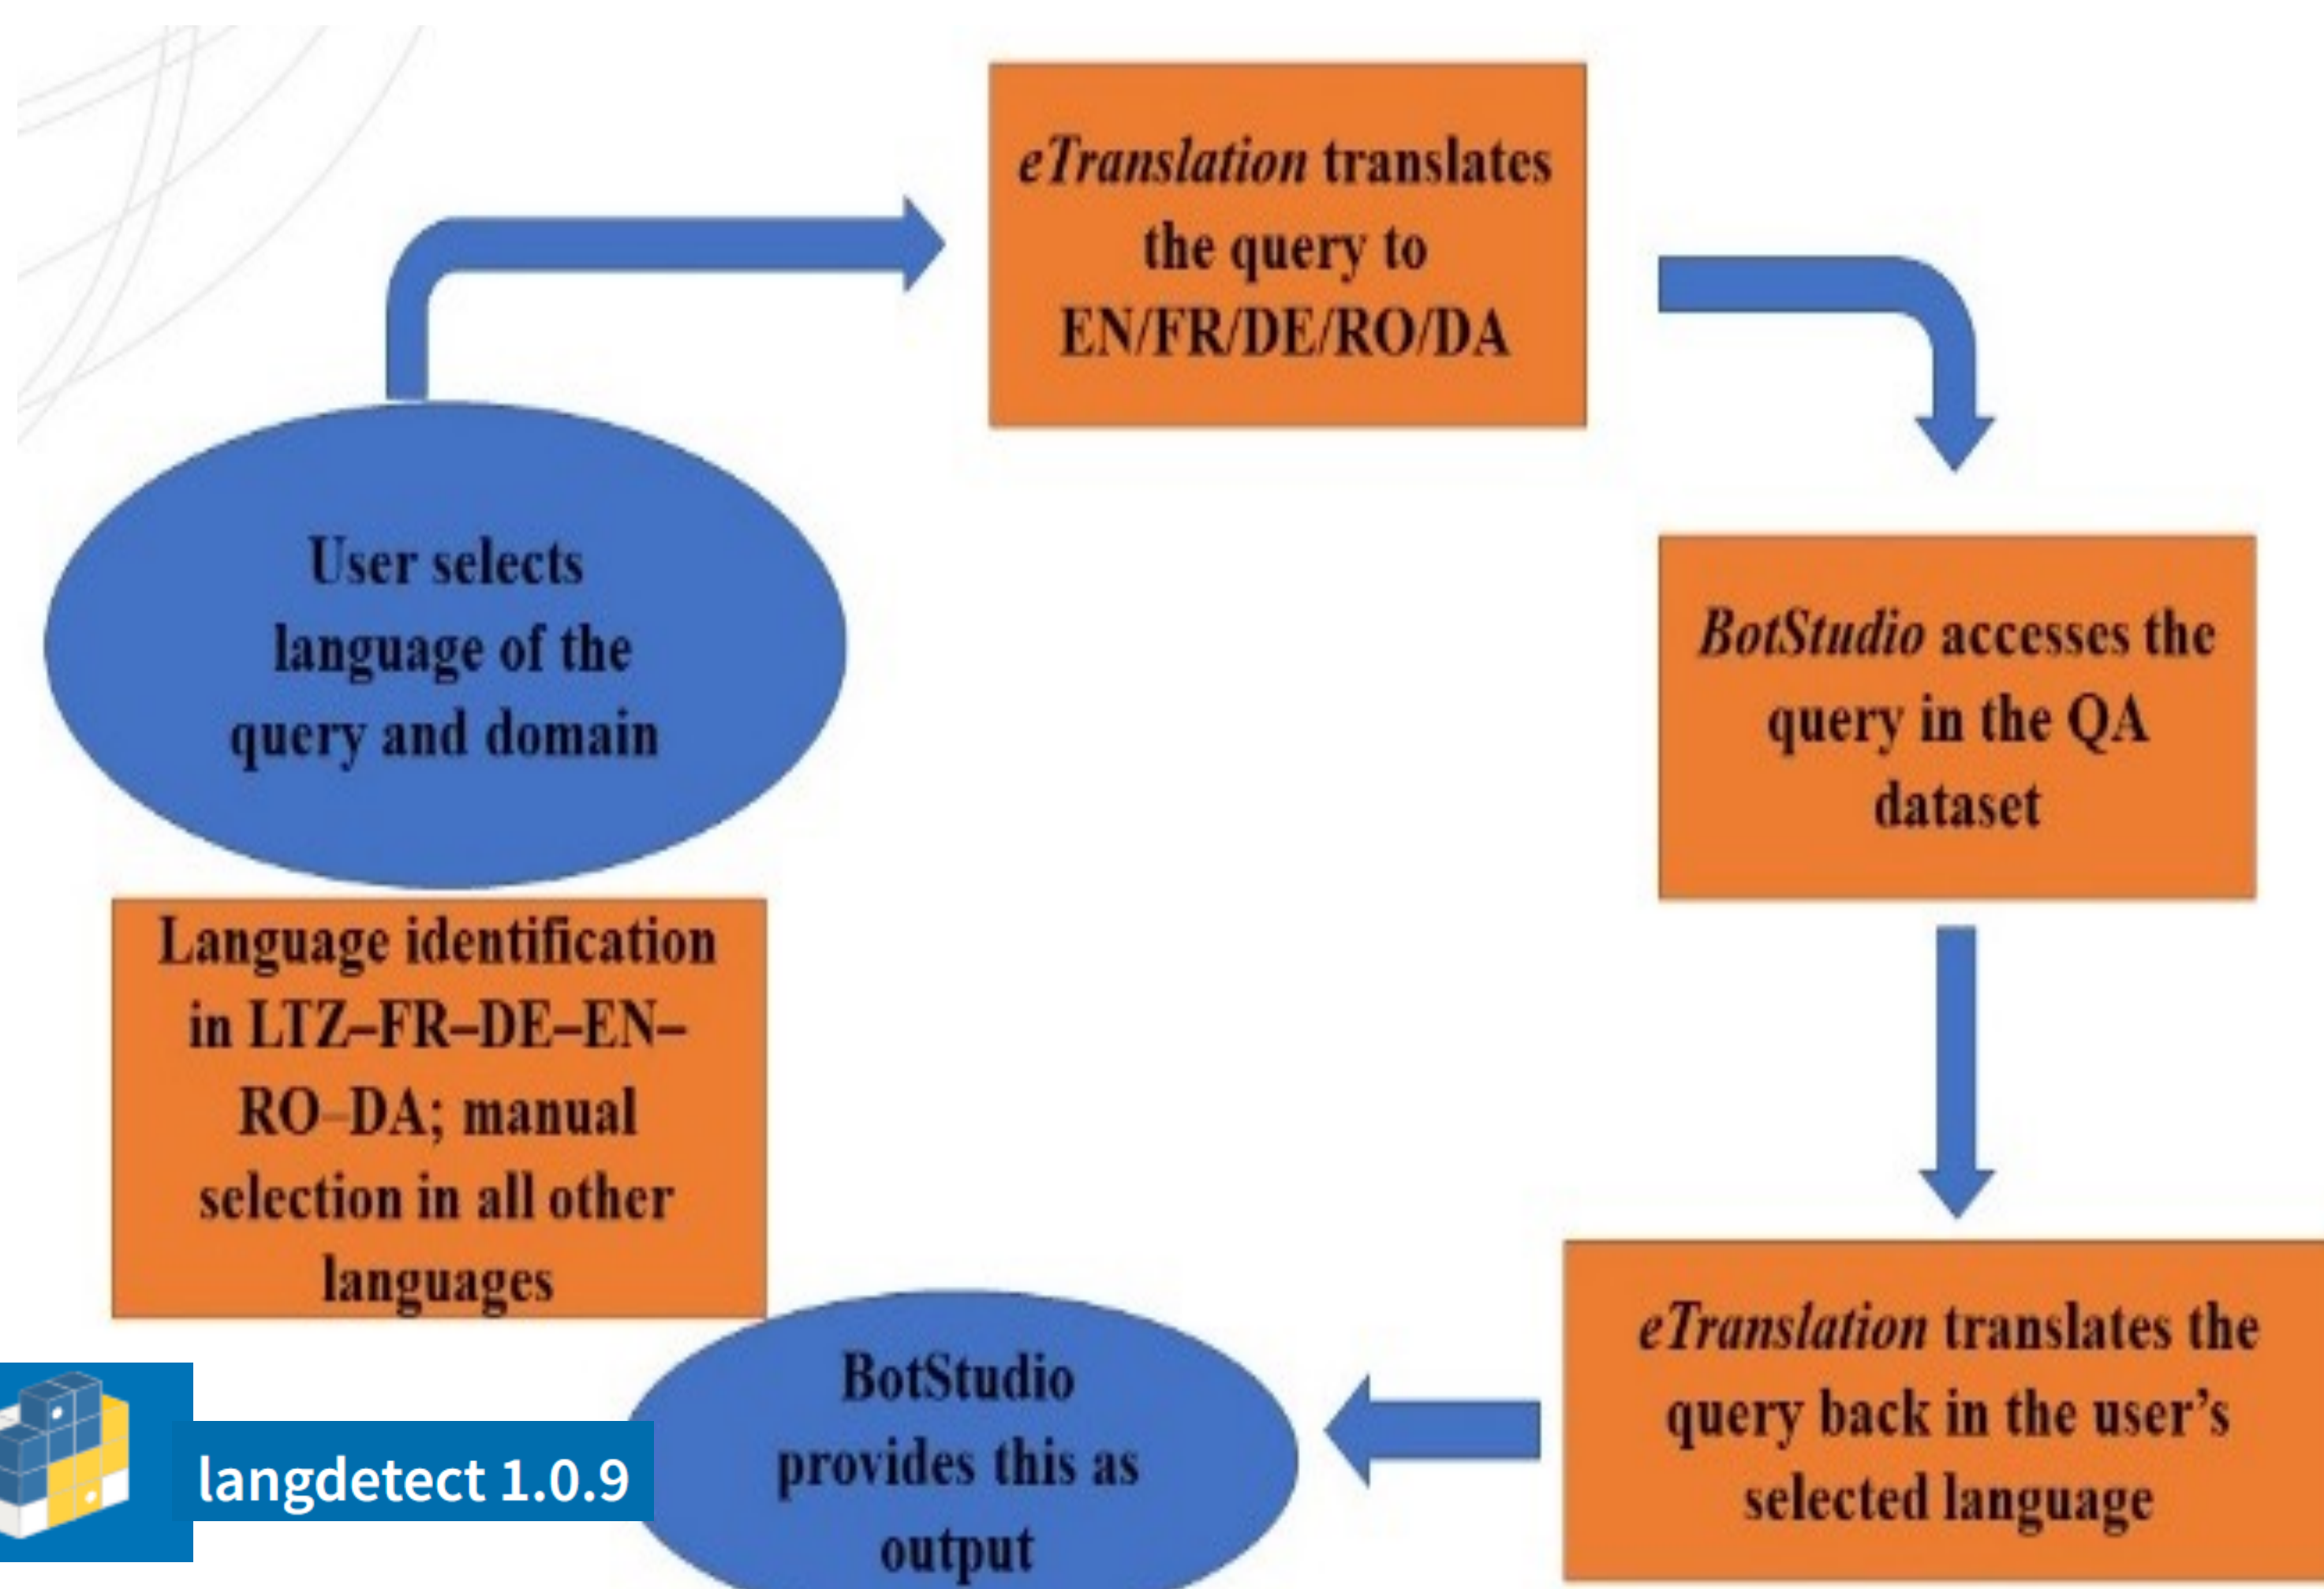 eTranslation translates
the query to
EN/FR/DE/RO/DA
User selects
language of the
query and domain
BotStudio accesses the
query in the QA
dataset
Language identification
in LTZ–FR–DE–EN–
RO–DA; manual
selection in all other
languages
eTranslation translates the
query back in the user’s
selected language
BotStudio
provides this as
output
langdetect 1.0.9